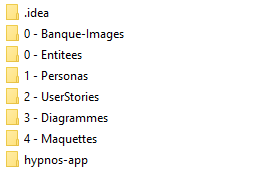 .idea
0 - Banque-Images
0 - Entitees
1 - Personas
2 - UserStories
3 - Diagrammes
4 - Maquettes
hypnos-app